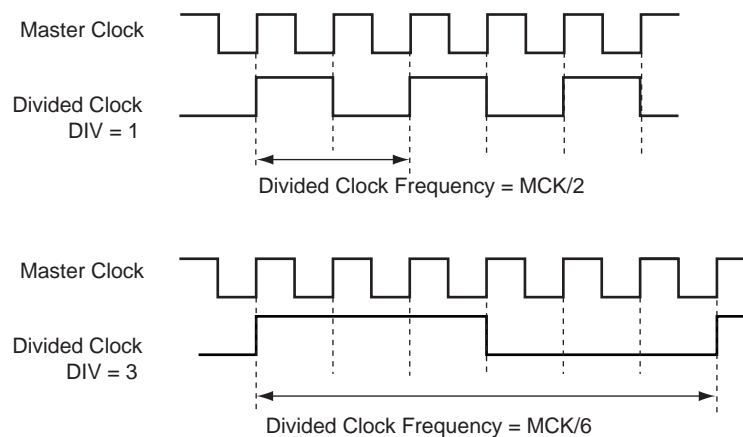 Master Clock
Divided Clock
DIV = 1
Divided Clock Frequency = MCK/2
Master Clock
Divided Clock
DIV = 3
Divided Clock Frequency = MCK/6